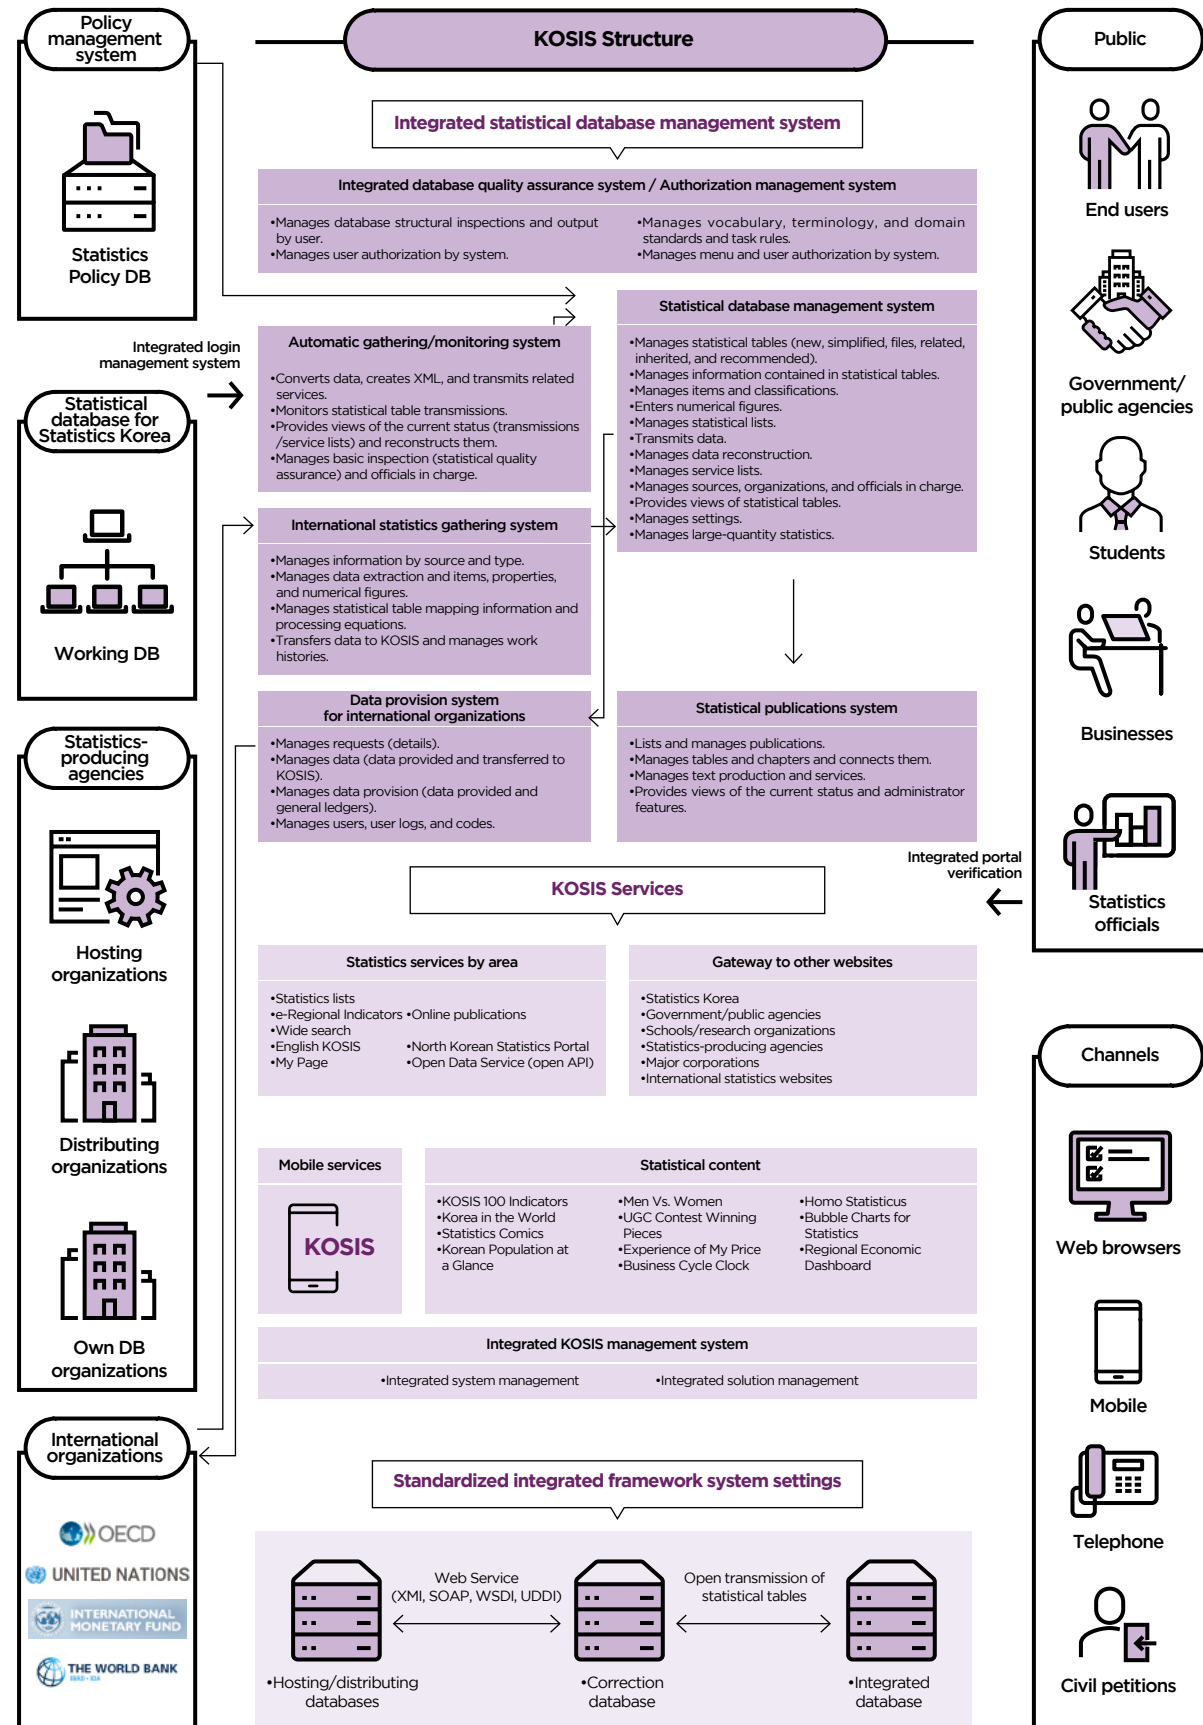 Policy
management
system
Statistics
Policy DB
Integrated login
management system
Statistical
database for
Statistics Korea
Working DB
Statistics-
producing
agencies
Hosting
organizations
Distributing
organizations
Own DB
organizations
International
organizations
OECD
UNITED NATIONS
INTERNATIONAL
MONETARY FUND
THE WORLD BANK
IBRD • IDA
KOSIS Structure
Integrated statistical database management system
Integrated database quality assurance system / Authorization management system
•Manages database structural inspections and output
by user.
•Manages user authorization by system.
•Manages vocabulary, terminology, and domain
standards and task rules.
•Manages menu and user authorization by system.
Automatic gathering/monitoring system
•Converts data, creates XML, and transmits related
services.
•Monitors statistical table transmissions.
•Provides views of the current status (transmissions
/service lists) and reconstructs them.
•Manages basic inspection (statistical quality
assurance) and officials in charge.
Statistical database management system
•Manages statistical tables (new, simplified, files, related,
inherited, and recommended).
•Manages information contained in statistical tables.
•Manages items and classifications.
•Enters numerical figures.
•Manages statistical lists.
•Transmits data.
•Manages data reconstruction.
•Manages service lists.
•Manages sources, organizations, and officials in charge.
•Provides views of statistical tables.
•Manages settings.
•Manages large-quantity statistics.
International statistics gathering system
•Manages information by source and type.
•Manages data extraction and items, properties,
and numerical figures.
•Manages statistical table mapping information and
processing equations.
•Transfers data to KOSIS and manages work
histories.
Data provision system
for international organizations
•Manages requests (details).
•Manages data (data provided and transferred to
KOSIS).
•Manages data provision (data provided and
general ledgers).
•Manages users, user logs, and codes.
Statistical publications system
•Lists and manages publications.
•Manages tables and chapters and connects them.
•Manages text production and services.
•Provides views of the current status and administrator
features.
KOSIS Services
Statistics services by area
•Statistics lists
•e-Regional Indicators •Online publications
•Wide search
•English KOSIS •North Korean Statistics Portal
•My Page •Open Data Service (open API)
Gateway to other websites
•Statistics Korea
•Government/public agencies
•Schools/research organizations
•Statistics-producing agencies
•Major corporations
•International statistics websites
Mobile services
KOSIS
Statistical content
•KOSIS 100 Indicators
•Korea in the World
•Statistics Comics
•Korean Population at
a Glance
•Men Vs. Women
•UGC Contest Winning
Pieces
•Experience of My Price
•Business Cycle Clock
•Homo Statisticus
•Bubble Charts for
Statistics
•Regional Economic
Dashboard
Integrated KOSIS management system
•Integrated system management
•Integrated solution management
Standardized integrated framework system settings
Web Service
(XMI, SOAP, WSDI, UDDI)
Open transmission of
statistical tables
•Hosting/distributing
databases
•Correction
database
•Integrated
database
Public
End users
Government/
public agencies
Students
Businesses
Statistics
officials
Integrated portal
verification
Channels
Web browsers
Mobile
Telephone
Civil petitions